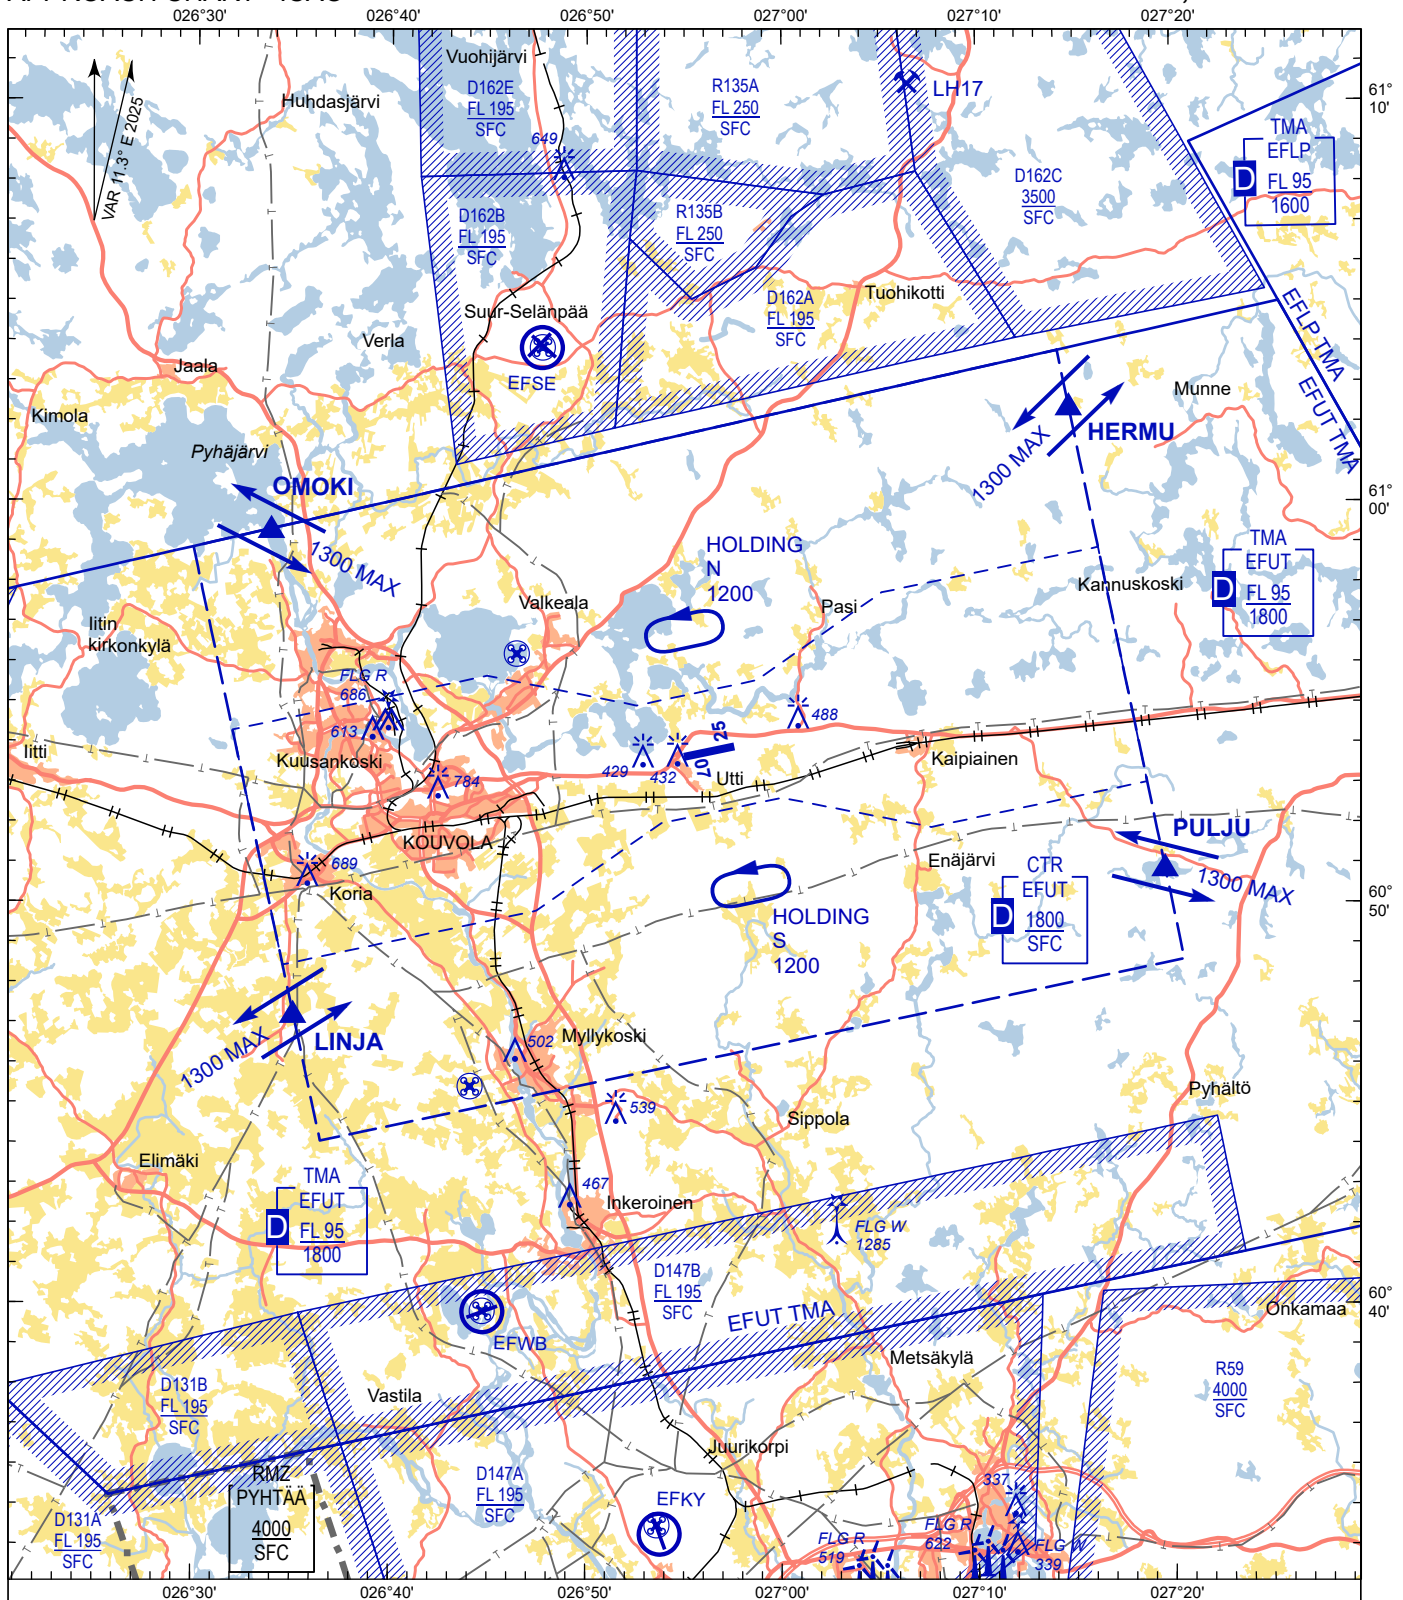 026°30'
026°40'
026°50'
027°00'
027°10'
027°20'
61°
10'
VAR 11.3° E 2025
Huhdasjärvi
Vuohijärvi
D162E
FL 195
SFC
649
R135A
FL 250
SFC
LH17
TMA
EFLP
D
FL 95
1600
D162B
FL 195
SFC
R135B
FL 250
SFC
D162C
3500
SFC
D162A
FL 195
SFC
Tuohikotti
EFLP TMA
EFUT TMA
Suur-Selänpää
EFSE
Verla
Jaala
Kimola
Pyhäjärvi
Munne
HERMU
1300 MAX
OMOKI
1300 MAX
61°
00'
HOLDING
N
1200
TMA
EFUT
D
FL 95
1800
Kannuskoski
Pasi
Valkeala
Iitin
kirkonkylä
FLG R
686
613
Kuusankoski
Iitti
784
429
432
07
25
Utti
488
Kaipiainen
KOUVOLA
689
Koria
PULJU
1300 MAX
Enäjärvi
CTR
EFUT
D
1800
SFC
60°
50'
HOLDING
S
1200
LINJA
1300 MAX
502
Myllykoski
539
Sippola
Pyhältö
Elimäki
467
Inkeroinen
TMA
EFUT
D
FL 95
1800
FLG W
1285
D147B
FL 195
SFC
EFUT TMA
EFWB
60°
40'
Onkamaa
Metsäkylä
R59
4000
SFC
D131B
FL 195
SFC
Vastila
Juurikorpi
RMZ
PYHTÄÄ
4000
SFC
D147A
FL 195
SFC
D131A
FL 195
SFC
EFKY
337
FLG R
519
FLG R
622
FLG W
339
026°30'
026°40'
026°50'
027°00'
027°10'
027°20'